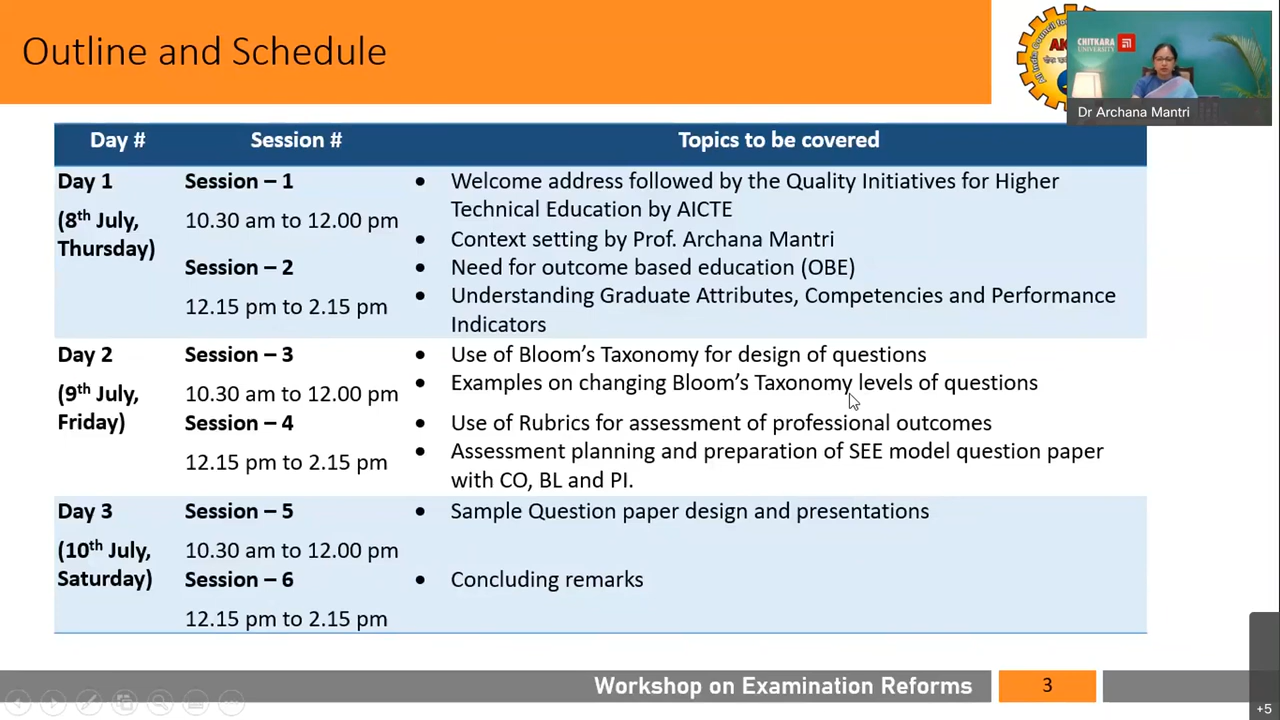 Outline and Schedule
CHITKARA
UNIVERSITY
Dr Archana Mantri
Day # Session # Topics to be covered
Day 1
(8th July,
Thursday)
Session – 1
10.30 am to 12.00 pm
• Welcome address followed by the Quality Initiatives for Higher
Technical Education by AICTE
• Context setting by Prof. Archana Mantri
Session – 2
12.15 pm to 2.15 pm
• Need for outcome based education (OBE)
• Understanding Graduate Attributes, Competencies and Performance
Indicators
Day 2
(9th July,
Friday)
Session – 3
10.30 am to 12.00 pm
• Use of Bloom’s Taxonomy for design of questions
• Examples on changing Bloom’s Taxonomy levels of questions
Session – 4
12.15 pm to 2.15 pm
• Use of Rubrics for assessment of professional outcomes
• Assessment planning and preparation of SEE model question paper
with CO, BL and PI.
Day 3
(10th July,
Saturday)
Session – 5
10.30 am to 12.00 pm
• Sample Question paper design and presentations
Session – 6
12.15 pm to 2.15 pm
• Concluding remarks
Workshop on Examination Reforms 3
+5